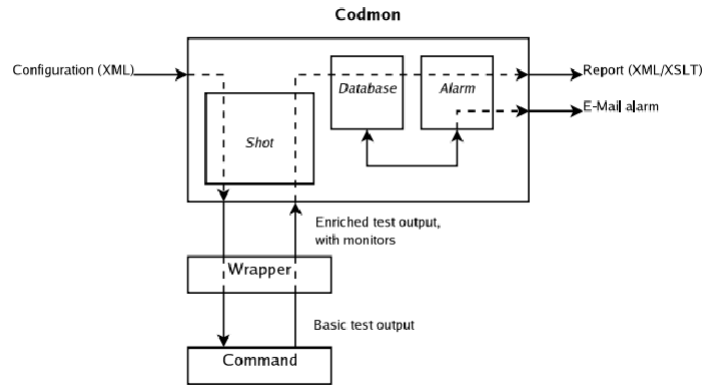 Codmon
Configuration (XML)
Report (XML/XSLT)
Database
Alarm
E-Mail alarm
Shot
Enriched test output,
with monitors
Wrapper
Basic test output
Command